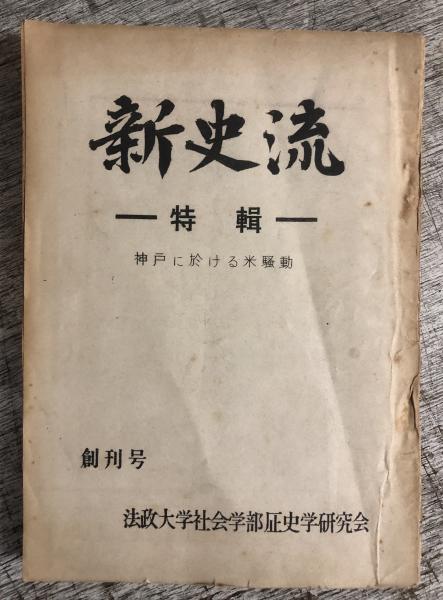 新史流
特輯
神戸に於ける米騒動
創刊号
法政大学社会学部㞢史学研究会